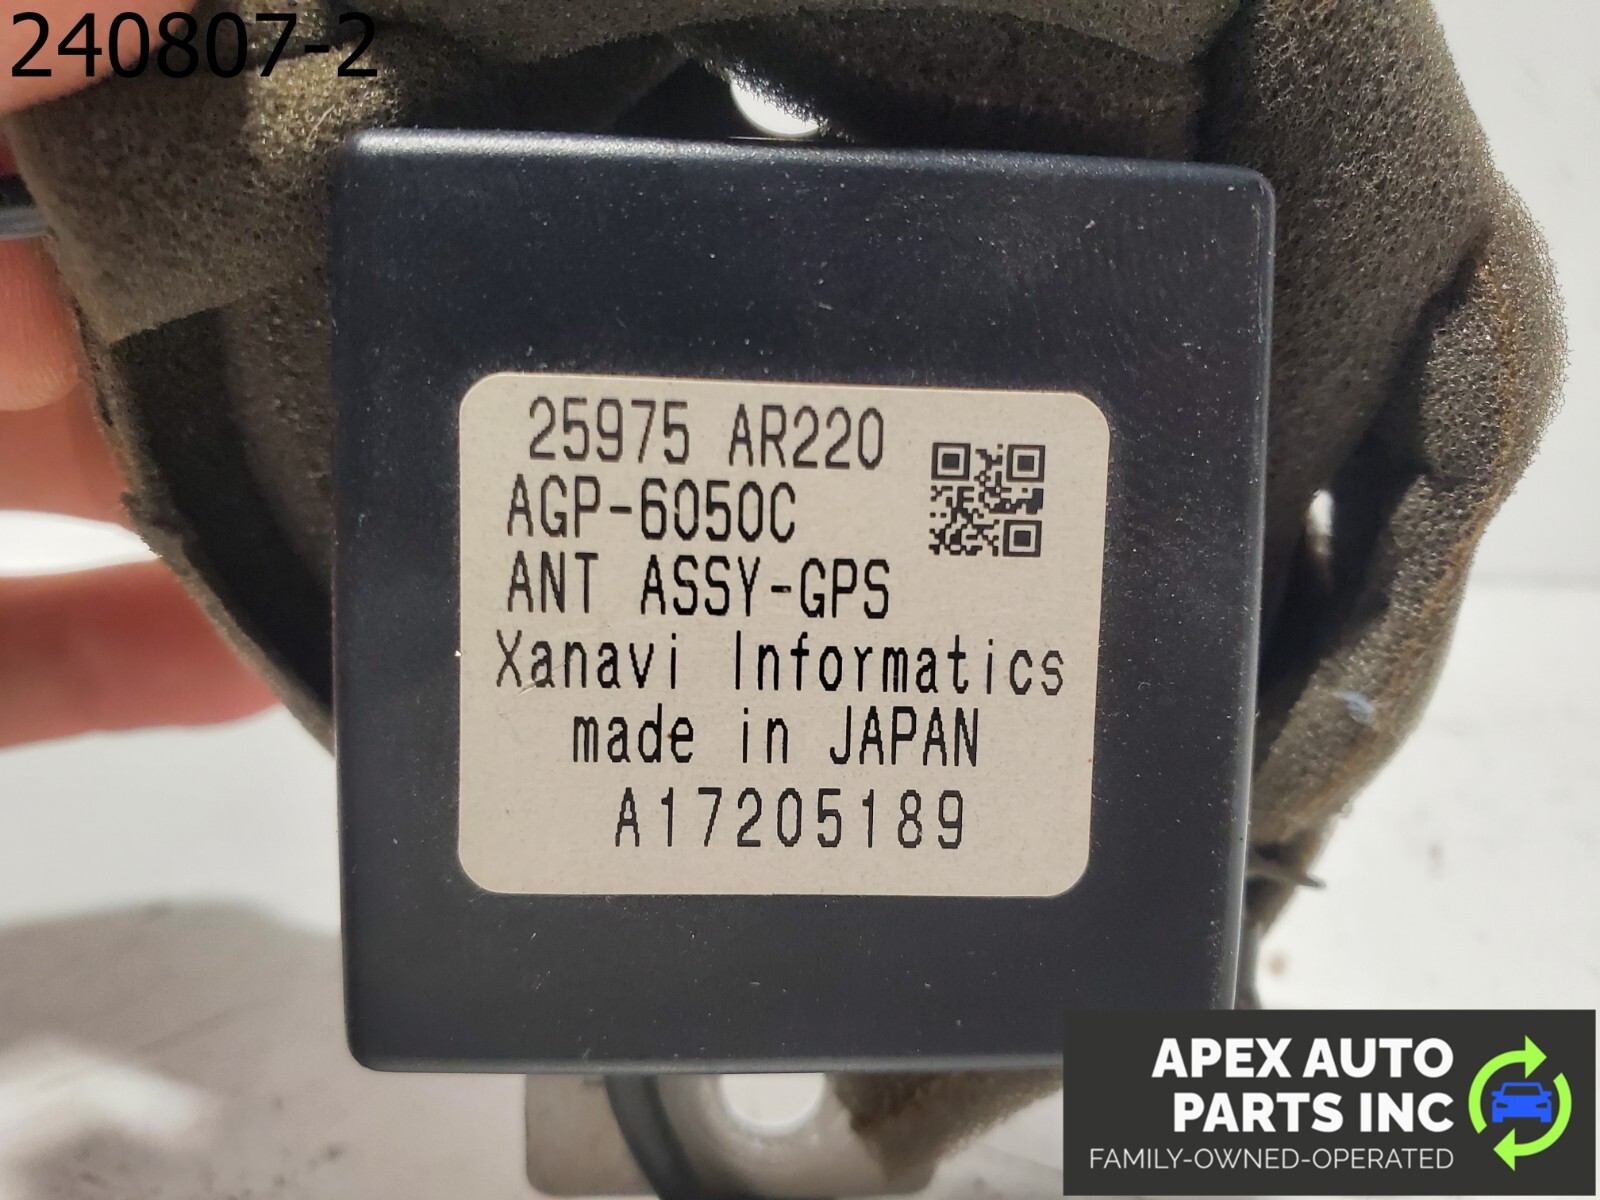 240807-2
25975 AR220
AGP-6050C
ANT ASSY-GPS
Xanavi Informatics
made in JAPAN
A17205189
APEX AUTO
PARTS INC
FAMILY-OWNED-OPERATED